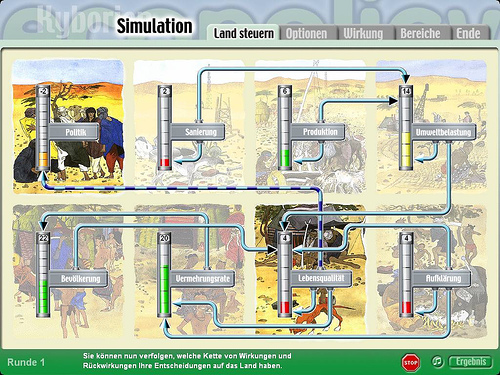 Simulation
Land steuern
Optionen
Wirkung
Bereiche
Ende
-2
2
6
14
Politik
Sanierung
Produktion
Umweltbelastung
22
20
4
4
Bevölkerung
Vermehrungsrate
Lebensqualität
Aufklärung
Runde 1
Sie können nun verfolgen, welche Kette von Wirkungen und
Rückwirkungen Ihre Entscheidungen auf das Land haben.
STOP
Ergebnis